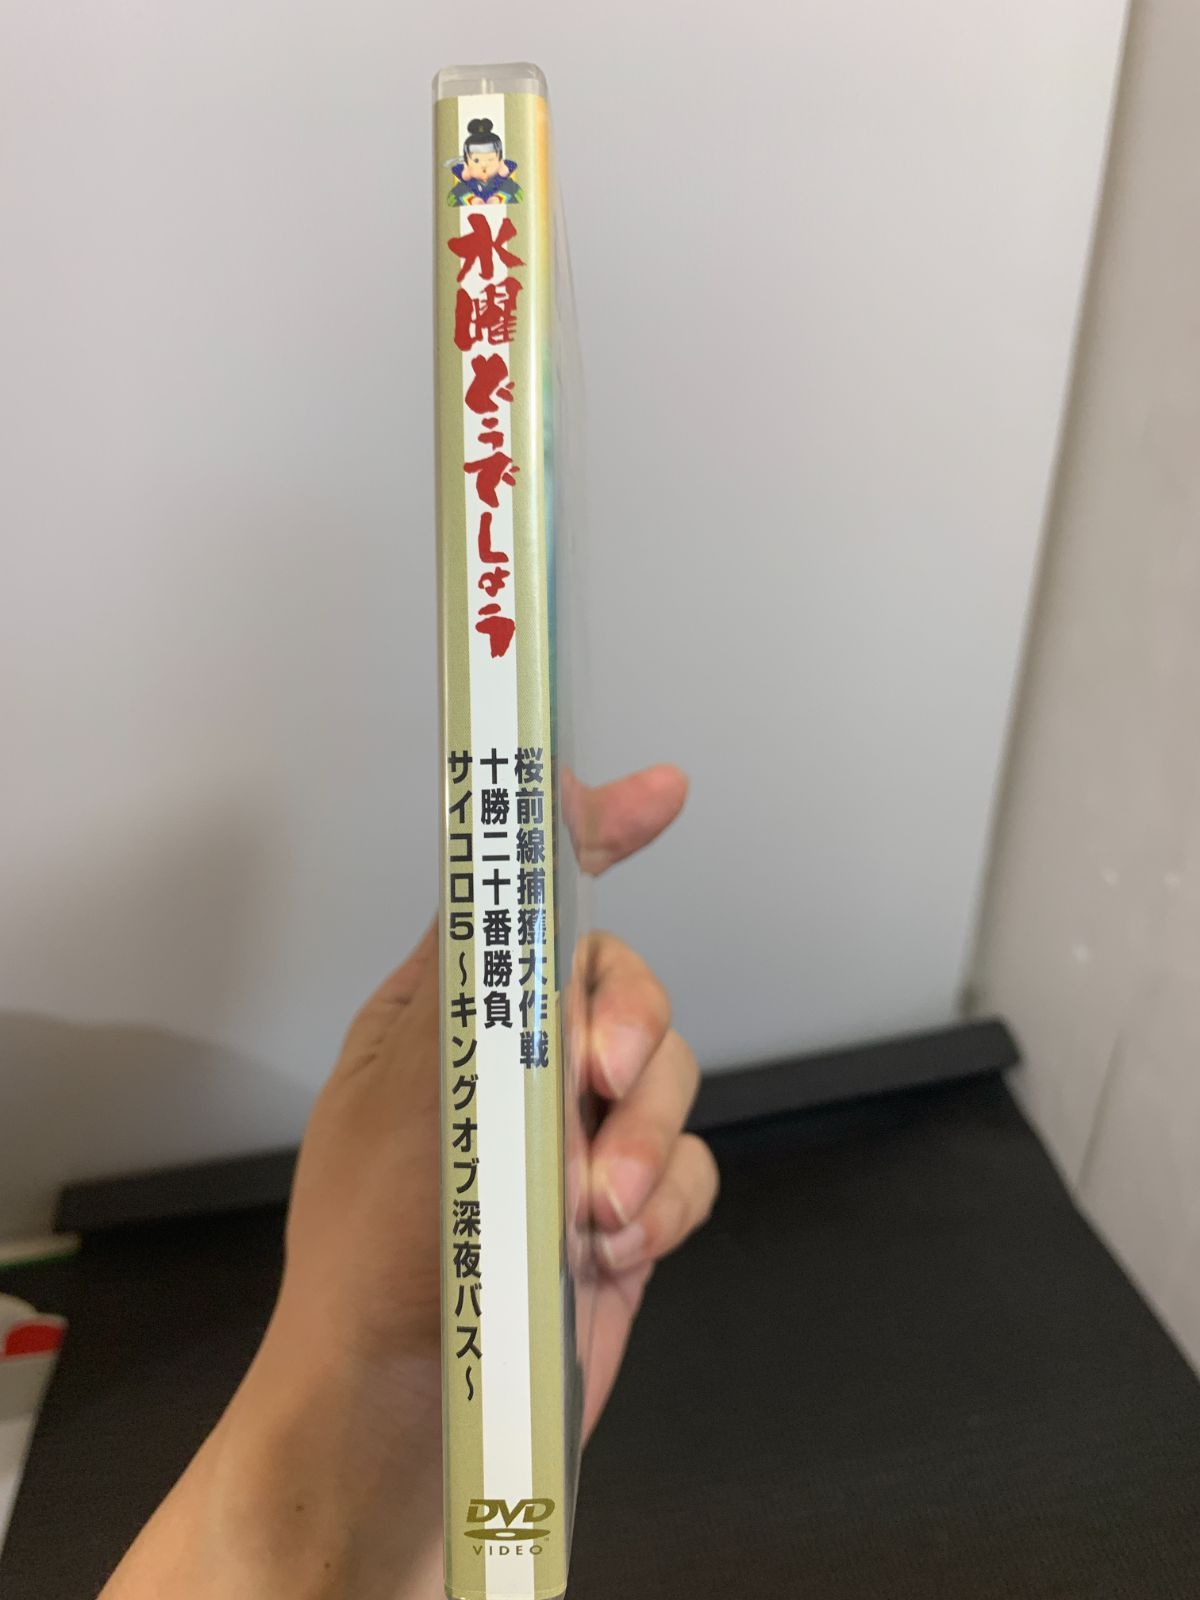 水曜どうでしょう
桜前線捕獲大作戦
十勝二十番勝負
サイコロ5～キングオブ深夜バス～
DVD
VIDEO